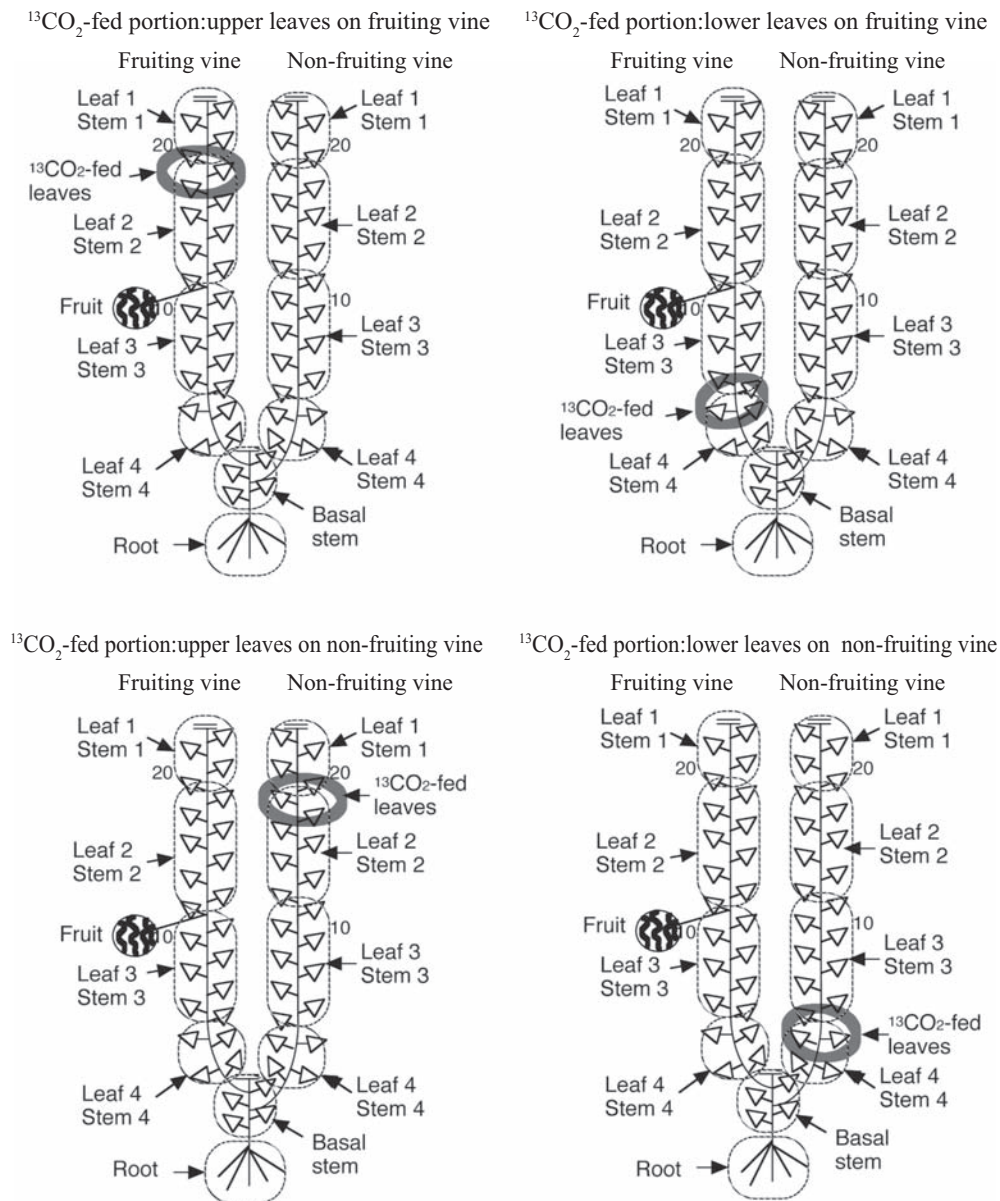 ¹³CO₂-fed portion:upper leaves on fruiting vine
Fruiting vine Non-fruiting vine
Leaf 1
Stem 1
20
¹³CO₂-fed
leaves
Leaf 2
Stem 2
Fruit
10
Leaf 3
Stem 3
Leaf 4
Stem 4
Root
Leaf 1
Stem 1
20
Leaf 2
Stem 2
10
Leaf 3
Stem 3
Leaf 4
Stem 4
Basal
stem
¹³CO₂-fed portion:lower leaves on fruiting vine
Fruiting vine Non-fruiting vine
Leaf 1
Stem 1
20
Leaf 2
Stem 2
Fruit
10
Leaf 3
Stem 3
¹³CO₂-fed
leaves
Leaf 4
Stem 4
Root
Leaf 1
Stem 1
20
Leaf 2
Stem 2
10
Leaf 3
Stem 3
Leaf 4
Stem 4
Basal
stem
¹³CO₂-fed portion:upper leaves on non-fruiting vine
Fruiting vine Non-fruiting vine
Leaf 1
Stem 1
20
Leaf 2
Stem 2
Fruit
10
Leaf 3
Stem 3
Leaf 4
Stem 4
Root
Leaf 1
Stem 1
20
¹³CO₂-fed
leaves
Leaf 2
Stem 2
10
Leaf 3
Stem 3
Leaf 4
Stem 4
Basal
stem
¹³CO₂-fed portion:lower leaves on non-fruiting vine
Fruiting vine Non-fruiting vine
Leaf 1
Stem 1
20
Leaf 2
Stem 2
Fruit
10
Leaf 3
Stem 3
Leaf 4
Stem 4
Root
Leaf 1
Stem 1
20
Leaf 2
Stem 2
10
Leaf 3
Stem 3
¹³CO₂-fed
leaves
Leaf 4
Stem 4
Basal
stem